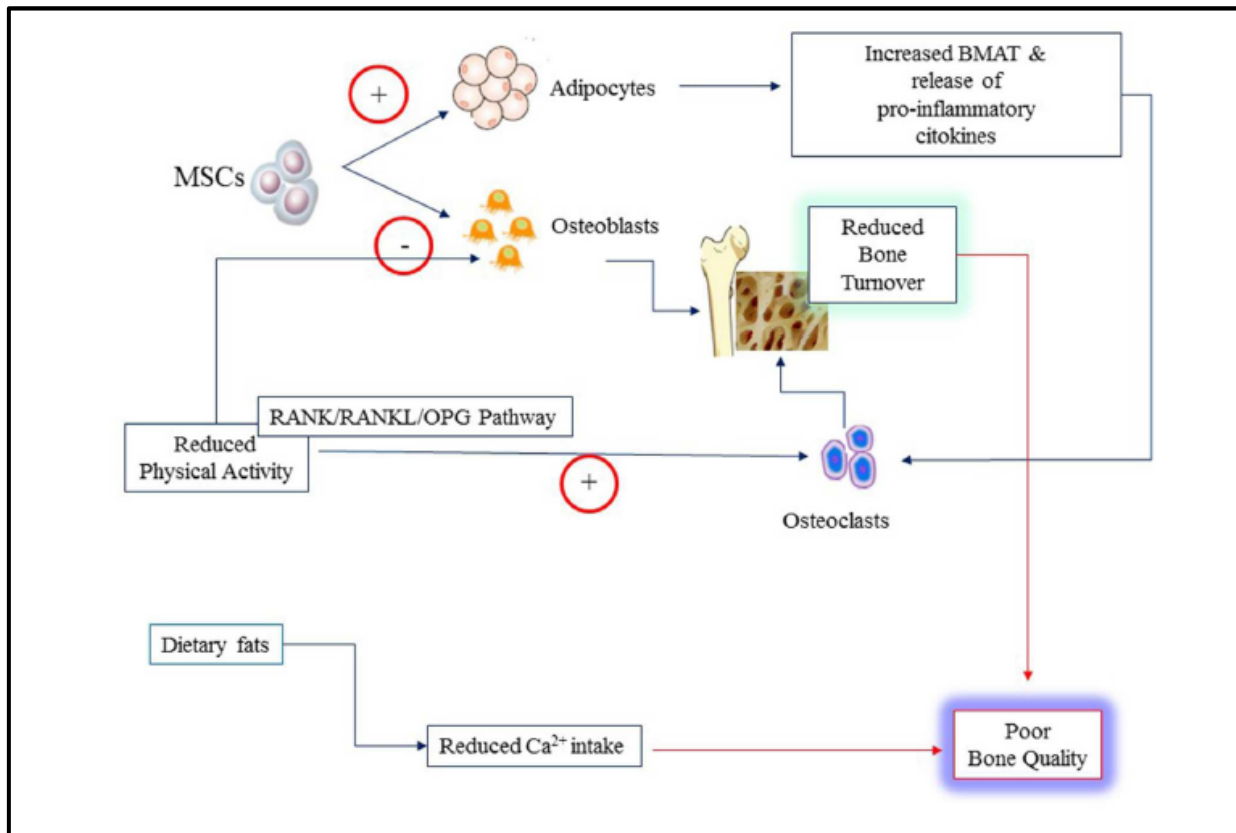 +
Adipocytes
Increased BMAT &
release of
pro-inflammatory
citokines
MSCs
-
Osteoblasts
Reduced
Bone
Turnover
RANK/RANKL/OPG Pathway
Reduced
Physical Activity
+
Osteoclasts
Dietary fats
Reduced Ca²⁺ intake
Poor
Bone Quality